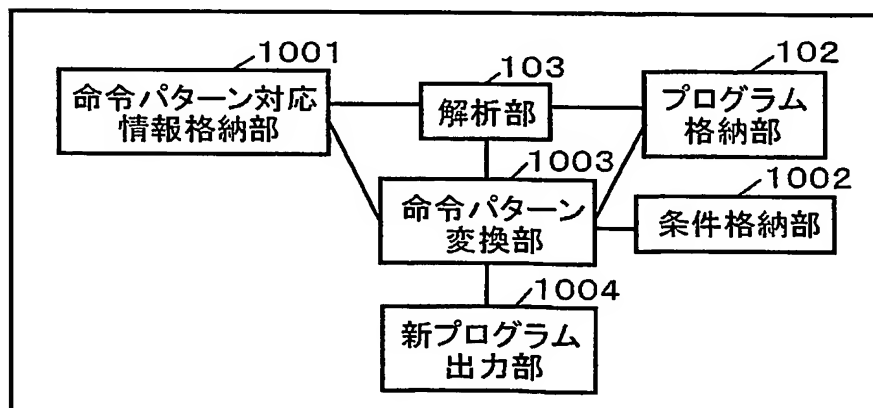 1001
命令パターン対応
情報格納部
103
解析部
102
プログラム
格納部
1003
命令パターン
変換部
1002
条件格納部
1004
新プログラム
出力部